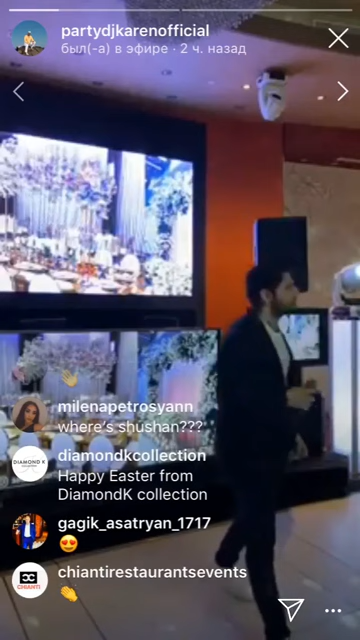 partydjkarenofficial
был(-а) в эфире · 2 ч. назад
👋
milenapetrosyann
where's shushan???
DIAMOND K
diamondkcollection
Happy Easter from
DiamondK collection
gagik_asatryan_1717
😍
CHIANTI
chiantirestaurantsevents
👏